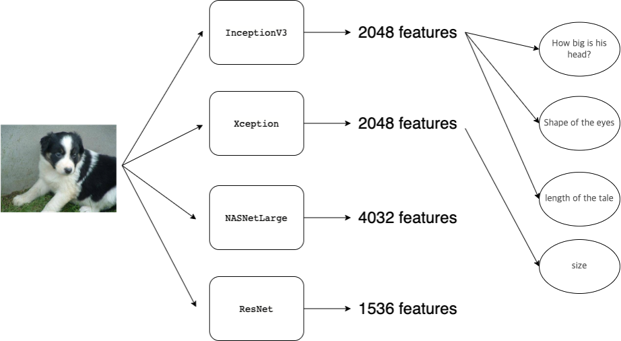 InceptionV3
2048 features
How big is his
head?
Xception
2048 features
Shape of the eyes
length of the tale
NASNetLarge
4032 features
size
ResNet
1536 features